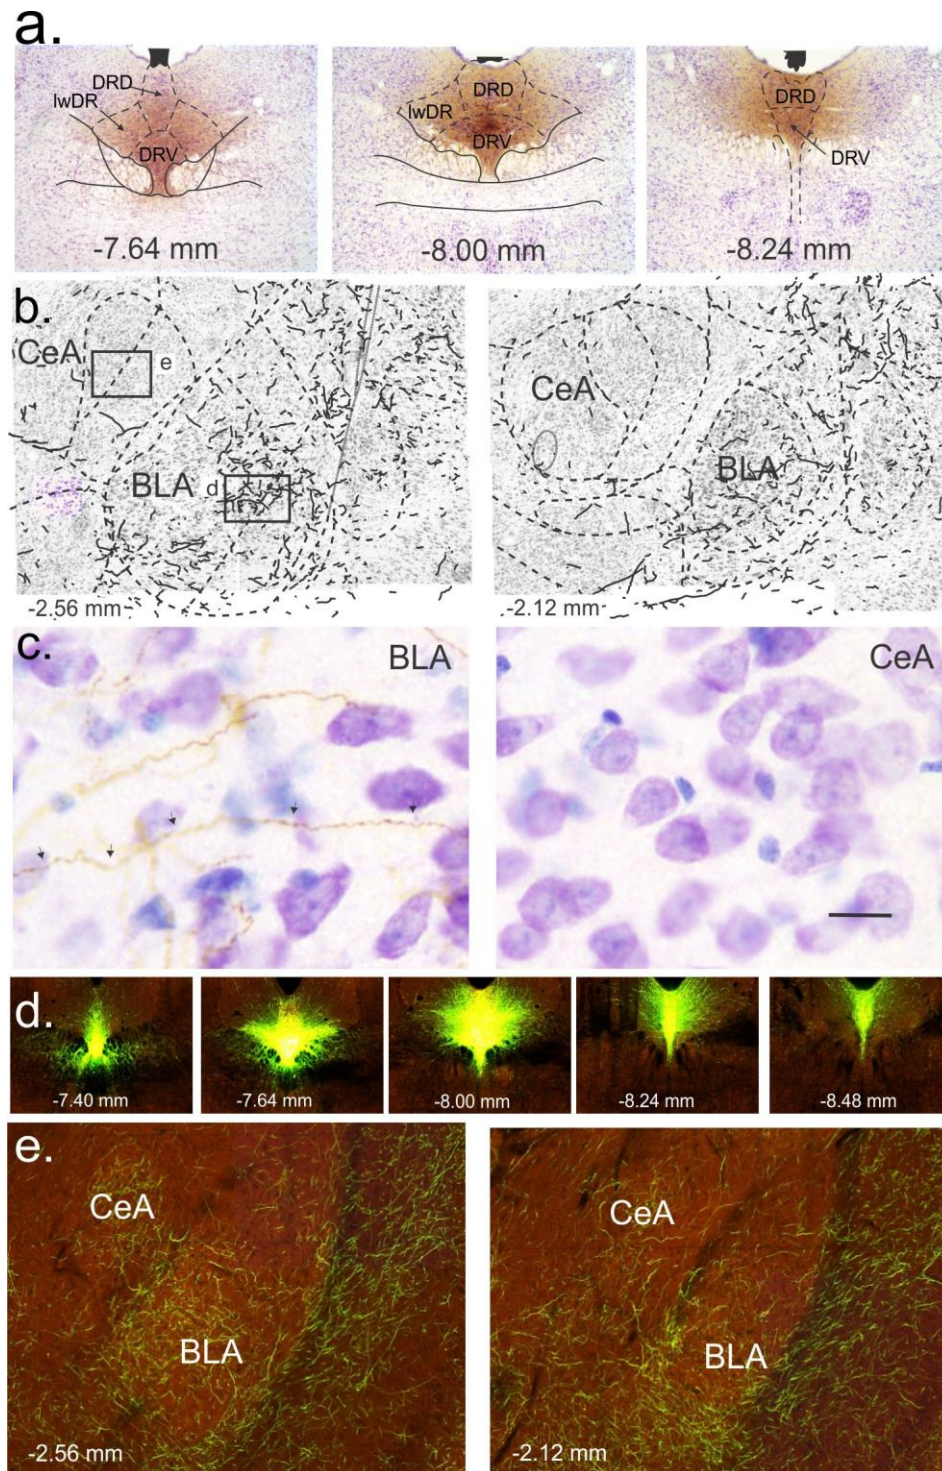 a.
DRD
lwDR
DRV
-7.64 mm
DRD
lwDR
DRV
-8.00 mm
DRD
DRV
-8.24 mm
b.
CeA
e
BLA
d
-2.56 mm
CeA
BLA
-2.12 mm
c.
BLA
CeA
d.
-7.40 mm
-7.64 mm
-8.00 mm
-8.24 mm
-8.48 mm
e.
CeA
BLA
-2.56 mm
CeA
BLA
-2.12 mm